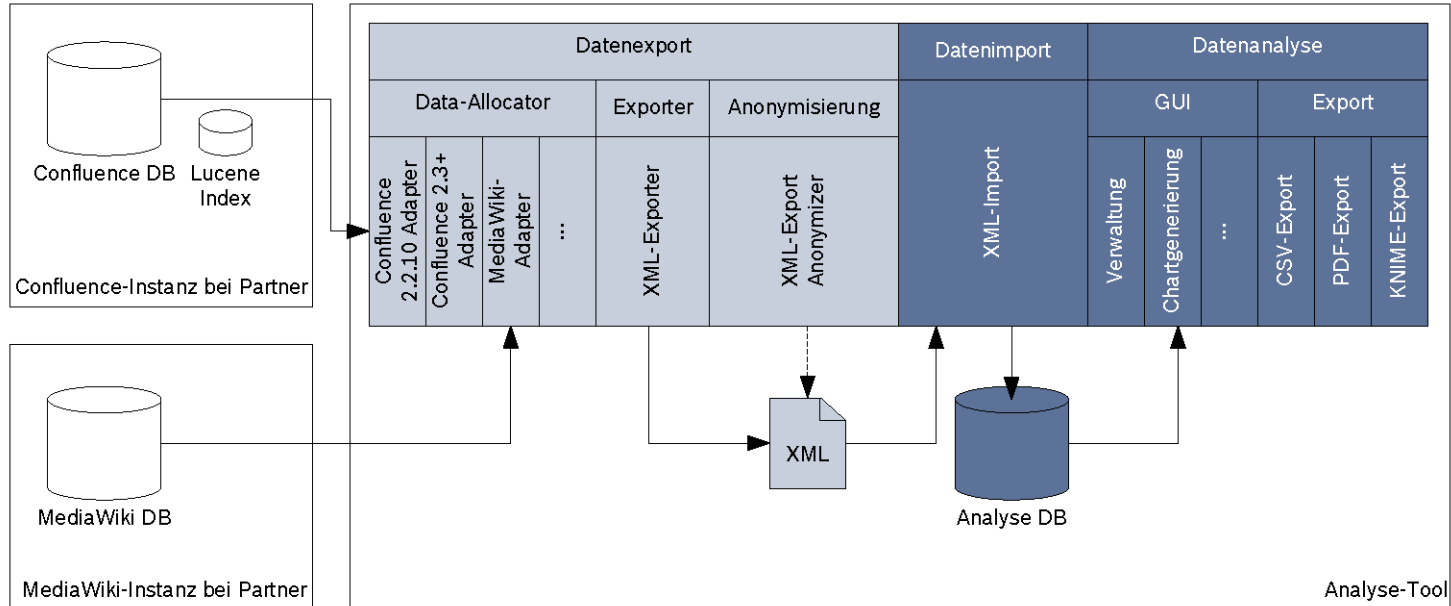 Confluence DB
Lucene
Index
Confluence-Instanz bei Partner
MediaWiki DB
MediaWiki-Instanz bei Partner
Datenexport
Datenimport
Datenanalyse
Data-Allocator
Exporter
Anonymisierung
GUI
Export
Confluence
2.2.10 Adapter
Confluence 2.3+
Adapter
MediaWiki-
Adapter
...
XML-Exporter
XML-Export
Anonymizer
XML-Import
Verwaltung
Chartgenerierung
...
CSV-Export
PDF-Export
KNIME-Export
XML
Analyse DB
Analyse-Tool